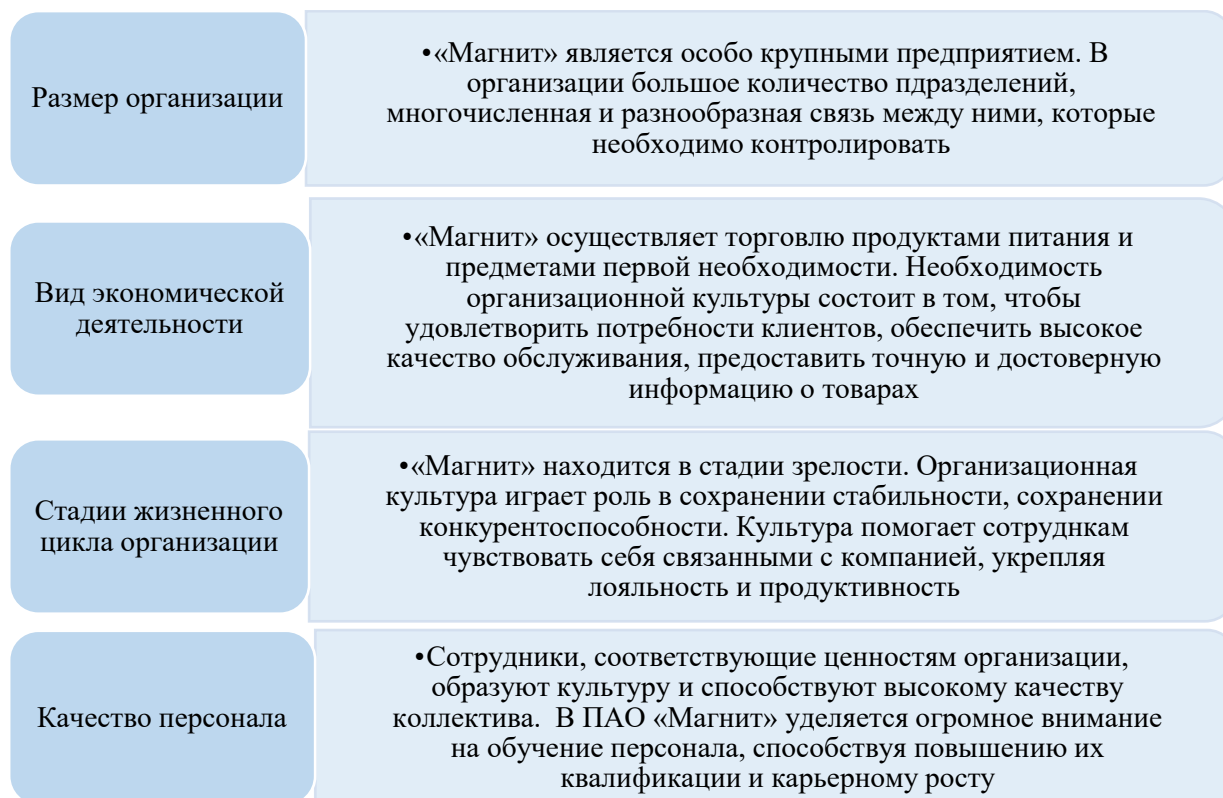 Размер организации
•«Магнит» является особо крупными предприятием. В
организации большое количество пдразделений,
многочисленная и разнообразная связь между ними, которые
необходимо контролировать
Вид экономической
деятельности
•«Магнит» осуществляет торговлю продуктами питания и
предметами первой необходимости. Необходимость
организационной культуры состоит в том, чтобы
удовлетворить потребности клиентов, обеспечить высокое
качество обслуживания, предоставить точную и достоверную
информацию о товарах
Стадии жизненного
цикла организации
•«Магнит» находится в стадии зрелости. Организационная
культура играет роль в сохранении стабильности, сохранении
конкурентоспособности. Культура помогает сотруднкам
чувствовать себя связанными с компанией, укрепляя
лояльность и продуктивность
Качество персонала
•Сотрудники, соответствующие ценностям организации,
образуют культуру и способствуют высокому качеству
коллектива.  В ПАО «Магнит» уделяется огромное внимание
на обучение персонала, способствуя повышению их
квалификации и карьерному росту